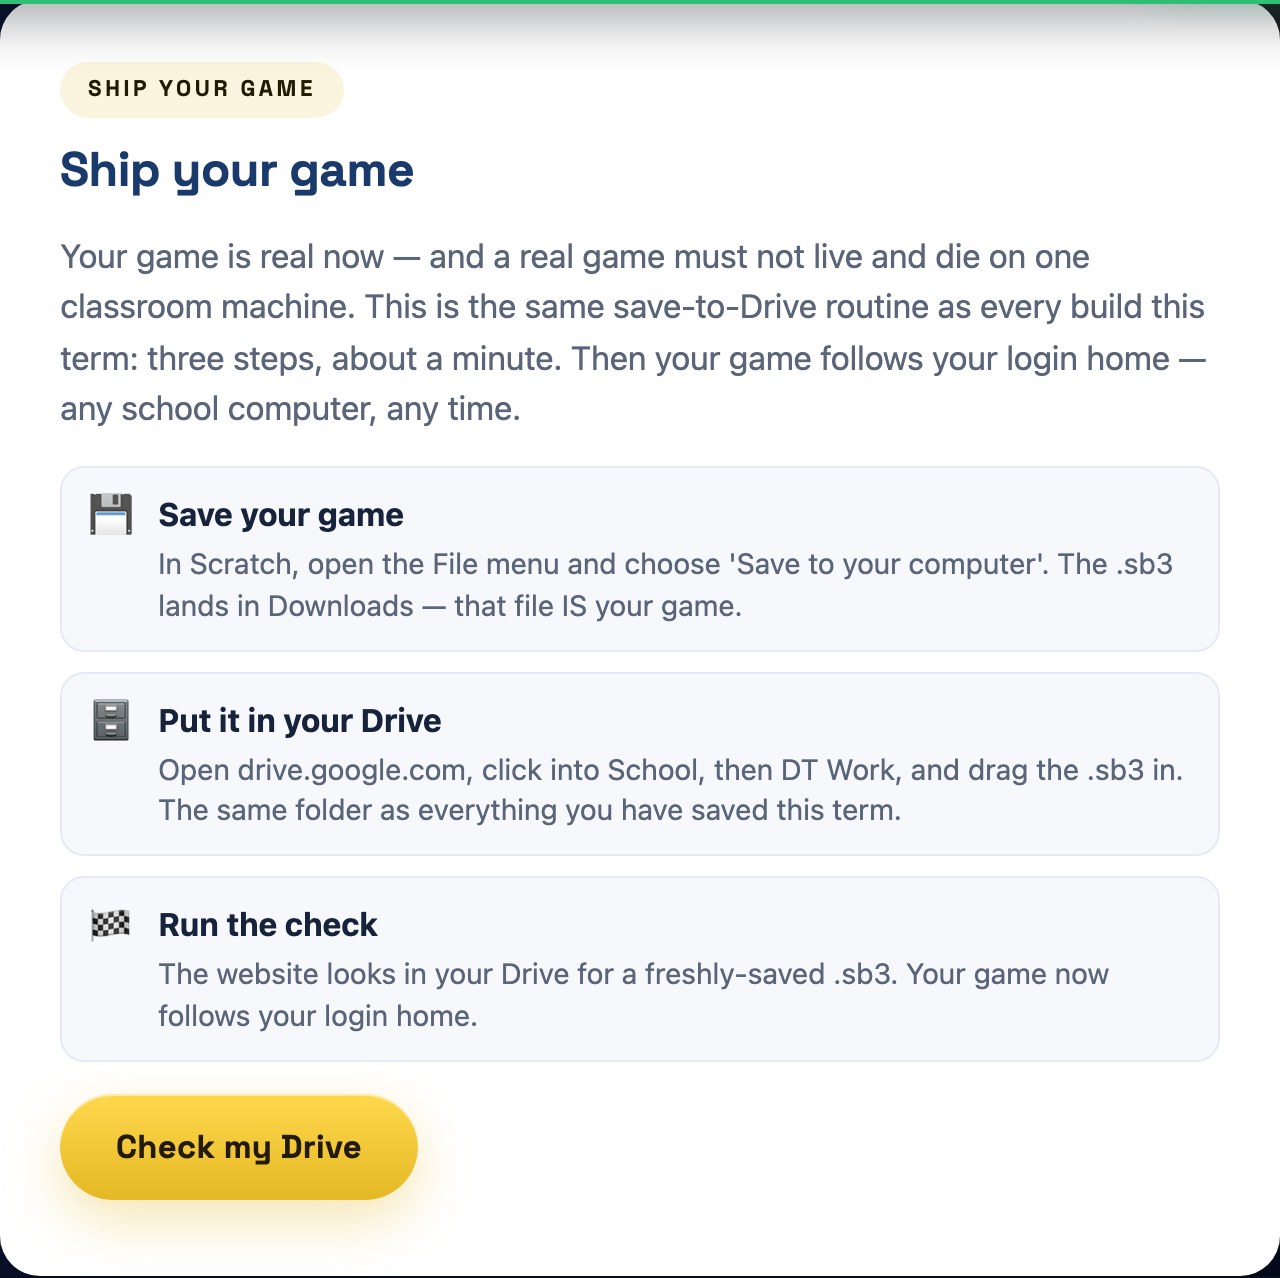 SHIP YOUR GAME
Ship your game
Your game is real now — and a real game must not live and die on one
classroom machine. This is the same save-to-Drive routine as every build this
term: three steps, about a minute. Then your game follows your login home —
any school computer, any time.
Save your game
In Scratch, open the File menu and choose 'Save to your computer'. The .sb3
lands in Downloads — that file IS your game.
Put it in your Drive
Open drive.google.com, click into School, then DT Work, and drag the .sb3 in.
The same folder as everything you have saved this term.
Run the check
The website looks in your Drive for a freshly-saved .sb3. Your game now
follows your login home.
Check my Drive